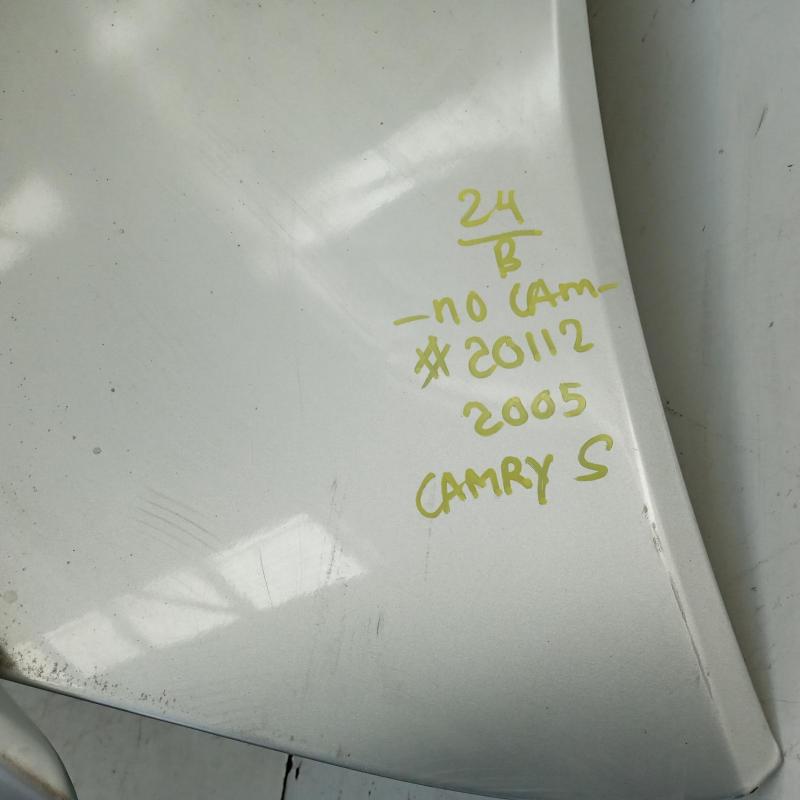 24
B
-no CAM-
#20112
2005
CAMRY S